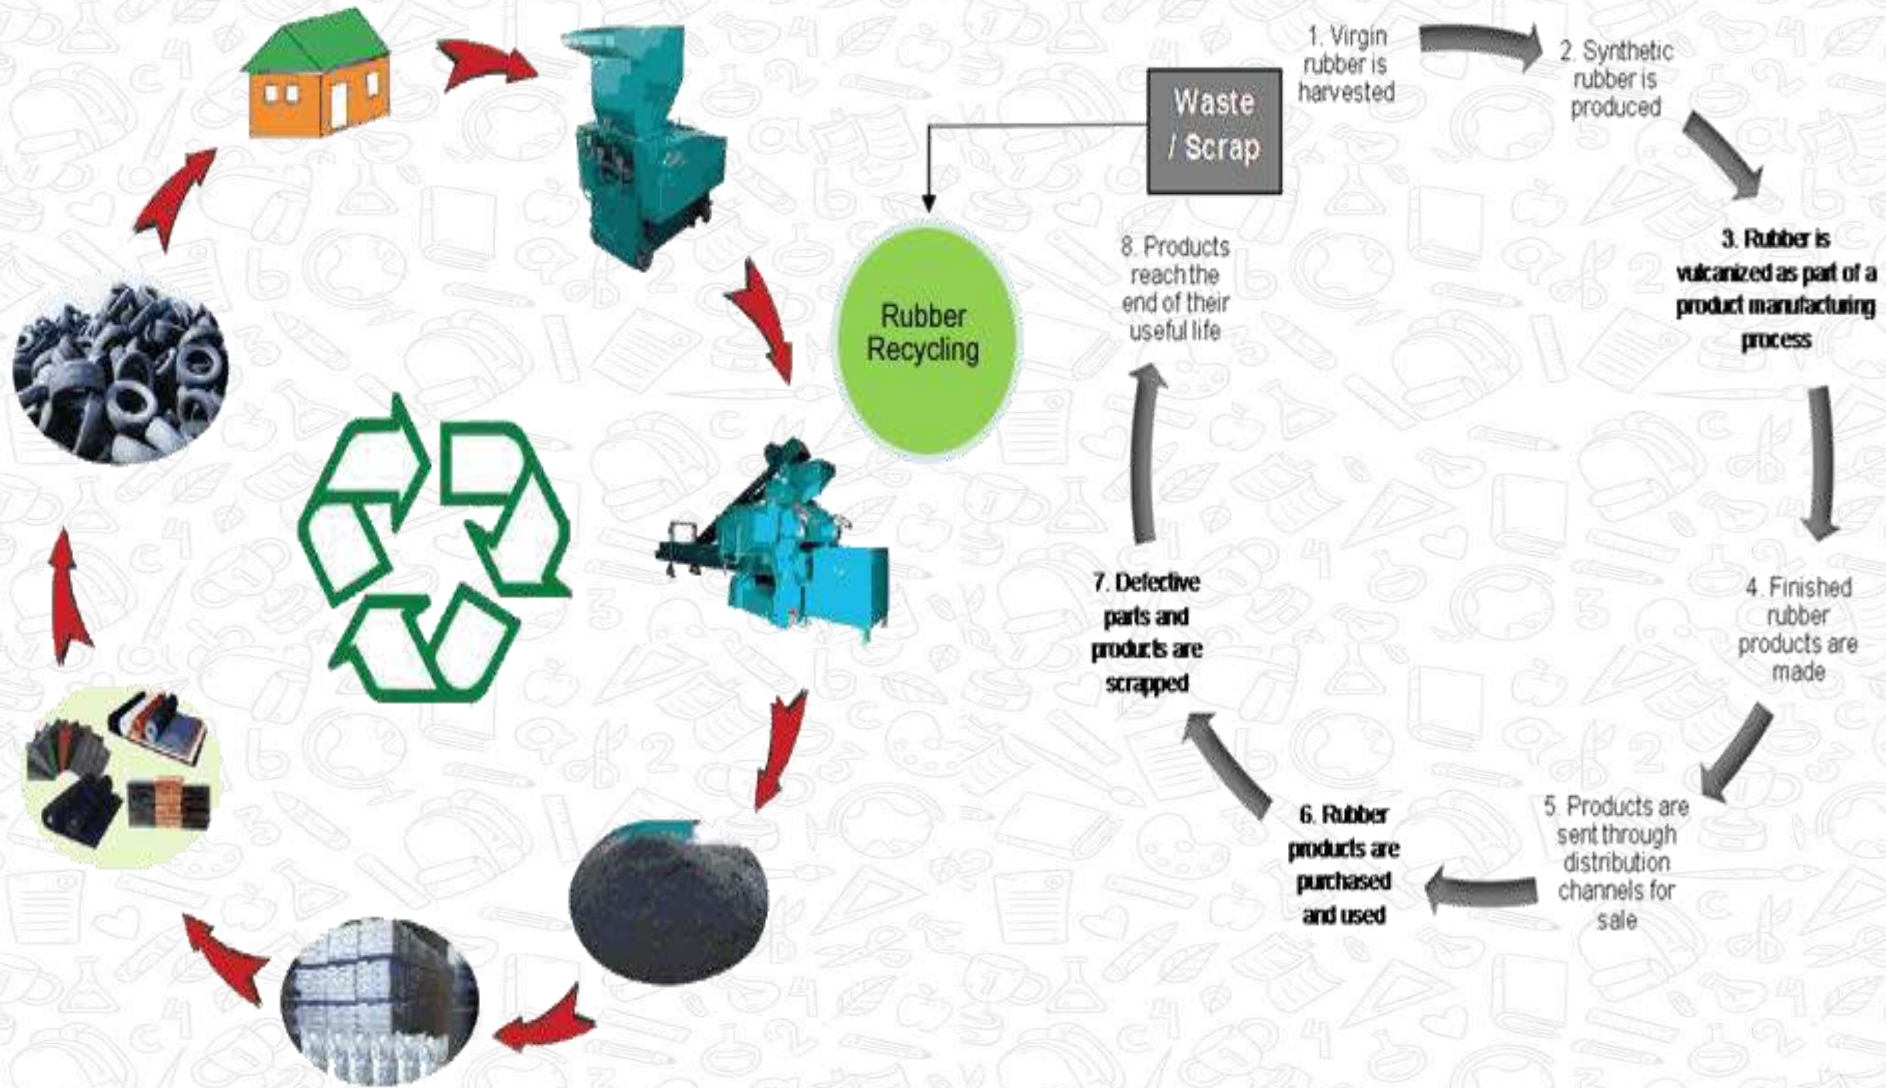 Waste
/ Scrap
Rubber
Recycling
1. Virgin
rubber is
harvested
2. Synthetic
rubber is
produced
3. Rubber is
vulcanized as part of a
product manufacturing
process
4. Finished
rubber
products are
made
5. Products are
sent through
distribution
channels for
sale
6. Rubber
products are
purchased
and used
7. Defective
parts and
products are
scrapped
8. Products
reach the
end of their
useful life